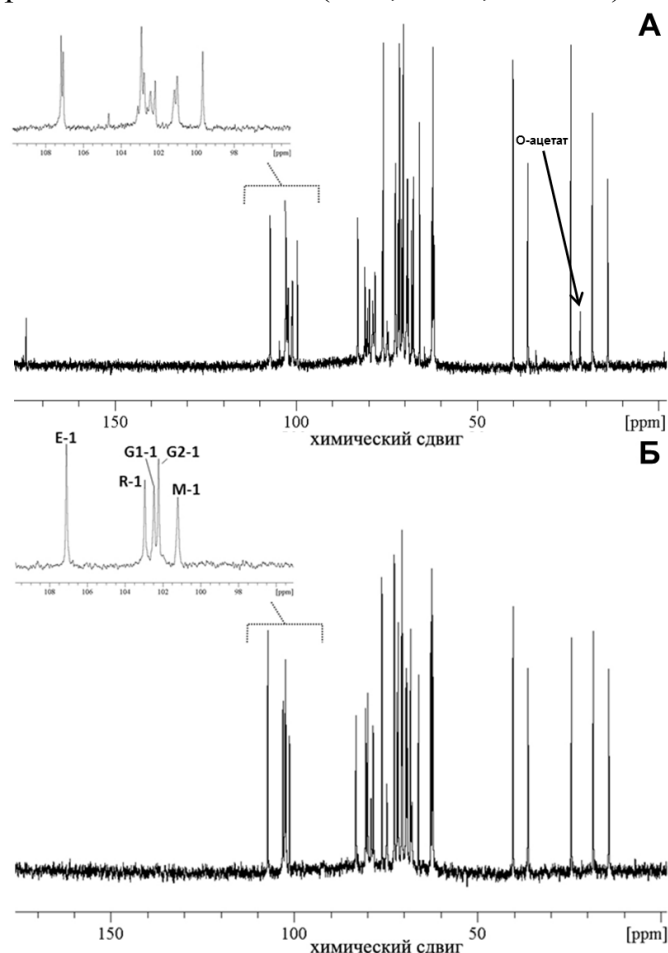 А
108 106 104 102 100 98 [ppm]
О-ацетат
150 100 50 [ppm]
химический сдвиг
Б
E-1
G1-1 G2-1
R-1 M-1
108 106 104 102 100 98 [ppm]
150 100 50 [ppm]
химический сдвиг